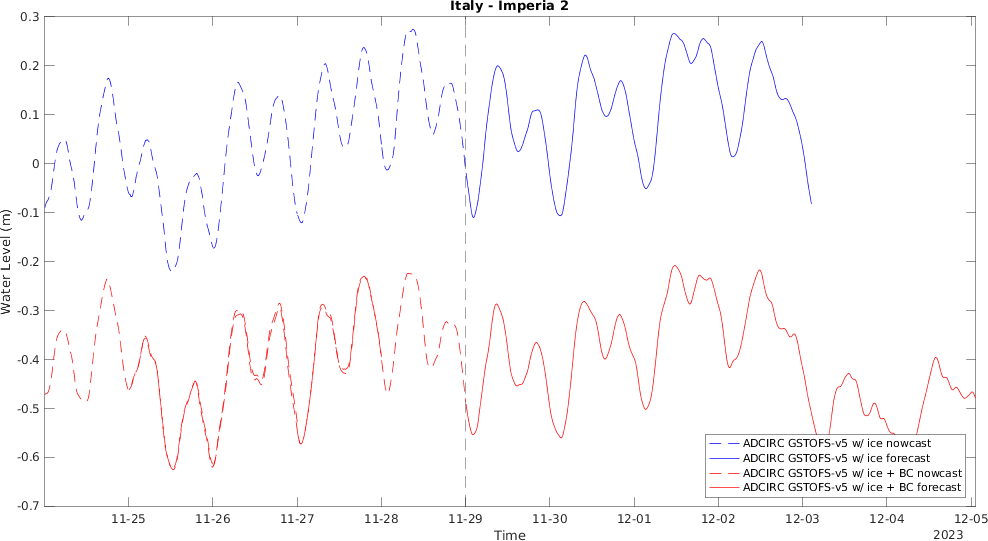 Italy - Imperia 2
0.3
0.2
0.1
0
-0.1
-0.2
-0.3
-0.4
-0.5
-0.6
-0.7
Water Level (m)
ADCIRC GSTOFS-v5 w/ ice nowcast
ADCIRC GSTOFS-v5 w/ ice forecast
ADCIRC GSTOFS-v5 w/ ice + BC nowcast
ADCIRC GSTOFS-v5 w/ ice + BC forecast
11-25 11-26 11-27 11-28 11-29 11-30 12-01 12-02 12-03 12-04 12-05
Time
2023